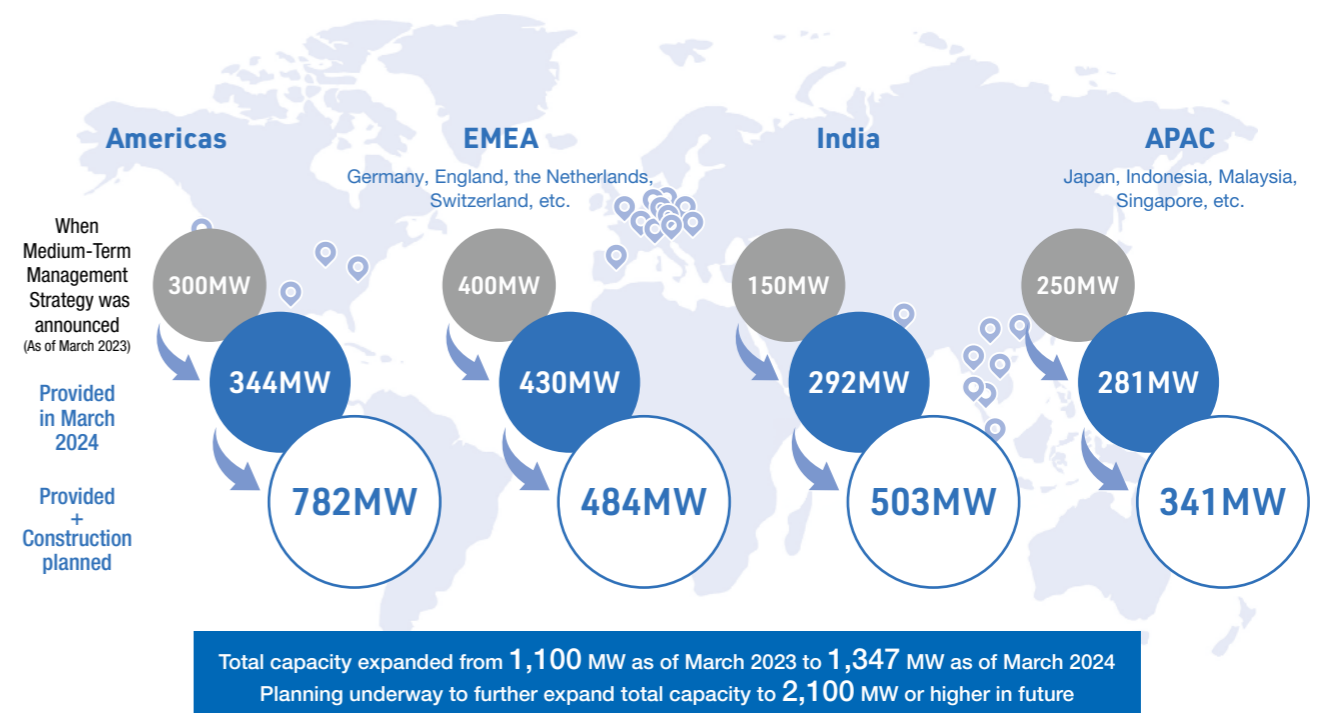 Americas
EMEA
Germany, England, the Netherlands,
Switzerland, etc.
India
APAC
Japan, Indonesia, Malaysia,
Singapore, etc.
When
Medium-Term
Management
Strategy was
announced
(As of March 2023)
300MW
400MW
150MW
250MW
Provided
in March
2024
344MW
430MW
292MW
281MW
Provided
+
Construction
planned
782MW
484MW
503MW
341MW
Total capacity expanded from 1,100 MW as of March 2023 to 1,347 MW as of March 2024
Planning underway to further expand total capacity to 2,100 MW or higher in future